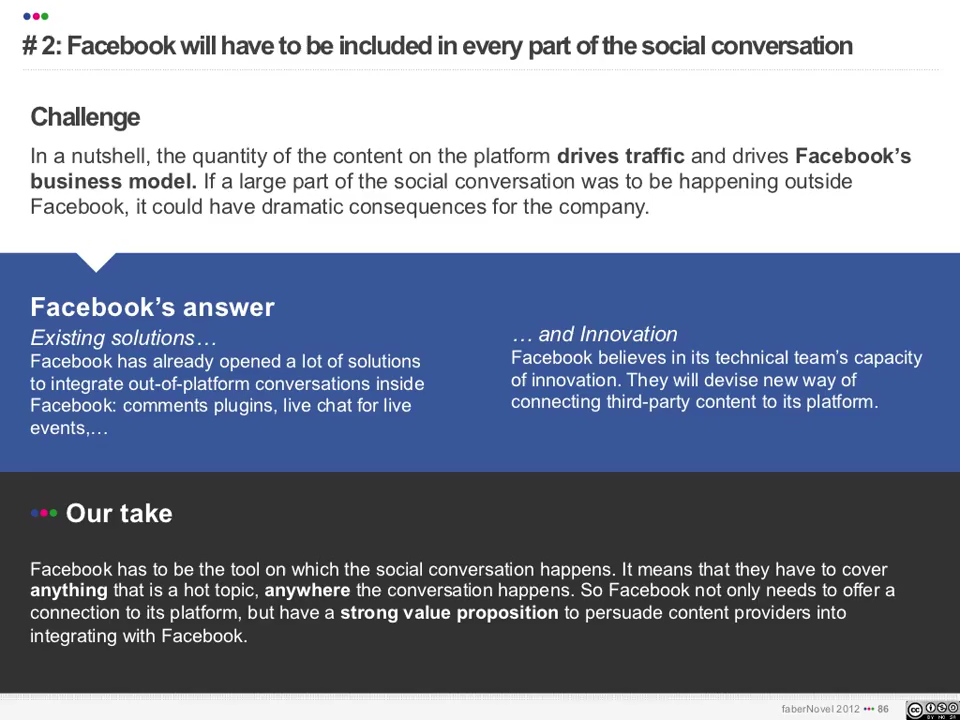 # 2: Facebook will have to be included in every part of the social conversation
Challenge
In a nutshell, the quantity of the content on the platform drives traffic and drives Facebook’s
business model. If a large part of the social conversation was to be happening outside
Facebook, it could have dramatic consequences for the company.
Facebook’s answer
Existing solutions…
Facebook has already opened a lot of solutions
to integrate out-of-platform conversations inside
Facebook: comments plugins, live chat for live
events,…
… and Innovation
Facebook believes in its technical team’s capacity
of innovation. They will devise new way of
connecting third-party content to its platform.
Our take
Facebook has to be the tool on which the social conversation happens. It means that they have to cover
anything that is a hot topic, anywhere the conversation happens. So Facebook not only needs to offer a
connection to its platform, but have a strong value proposition to persuade content providers into
integrating with Facebook.
faberNovel 2012 ••• 86
cc
BY NC SA